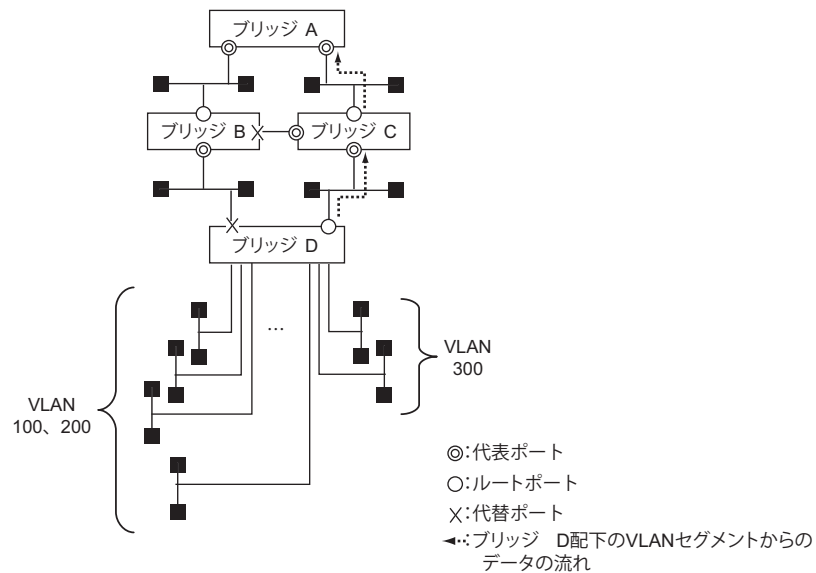 ブリッジ A
ブリッジ B
ブリッジ C
ブリッジ D
…
VLAN
300
VLAN
100、200
◎:代表ポート
○:ルートポート
×:代替ポート
◄‥:ブリッジ D配下のVLANセグメントからの
データの流れ